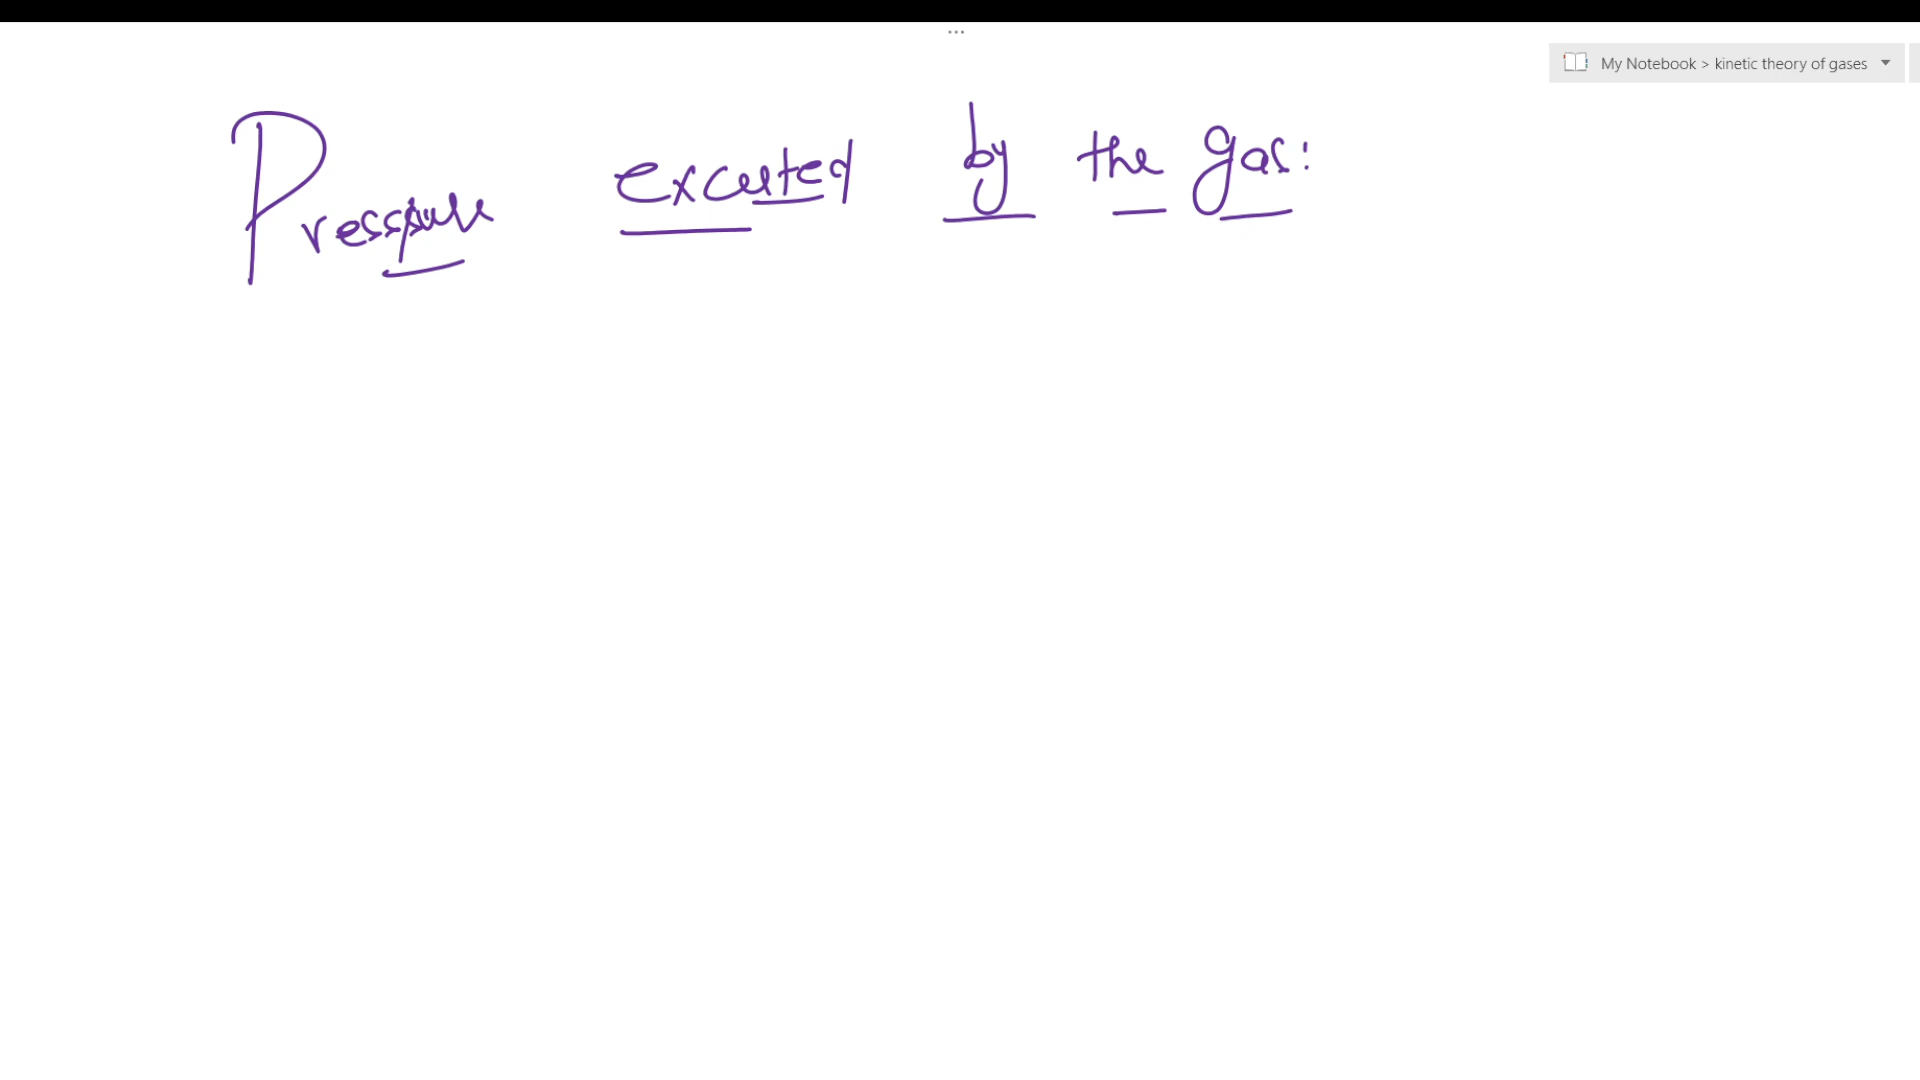 ...
My Notebook > kinetic theory of gases
Pressure excerted by the gas: